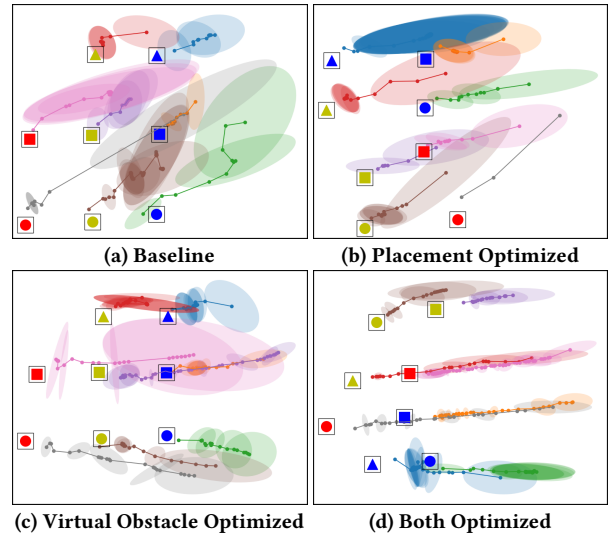 (a) Baseline
(b) Placement Optimized
(c) Virtual Obstacle Optimized
(d) Both Optimized